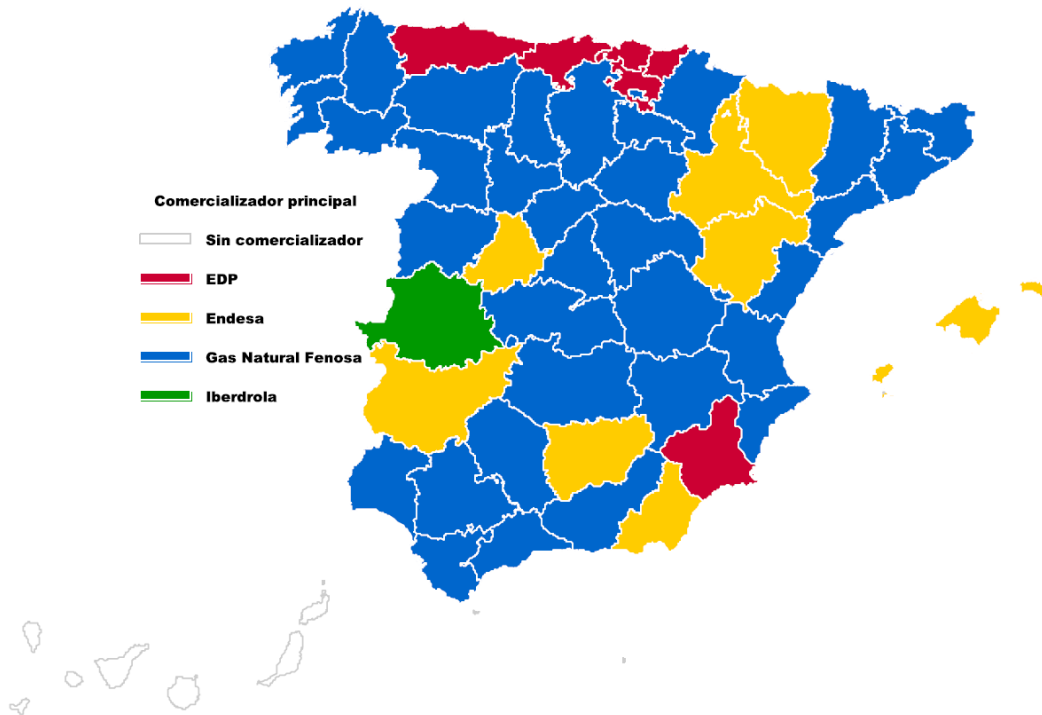 Comercializador principal
Sin comercializador
EDP
Endesa
Gas Natural Fenosa
Iberdrola